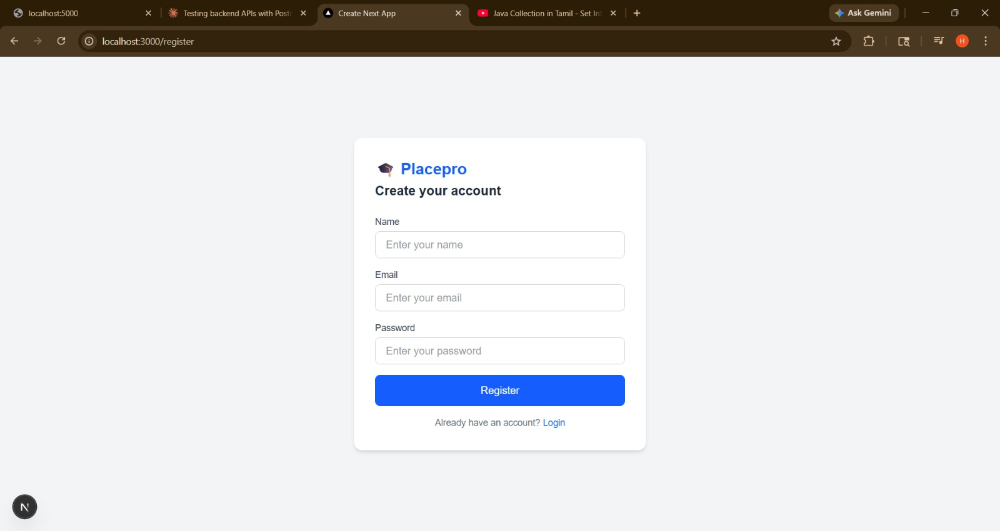 localhost:5000
Testing backend APIs with Post
Create Next App
Java Collection in Tamil - Set In
Ask Gemini
localhost:3000/register
H
Placepro
Create your account
Name
Enter your name
Email
Enter your email
Password
Enter your password
Register
Already have an account? Login
N